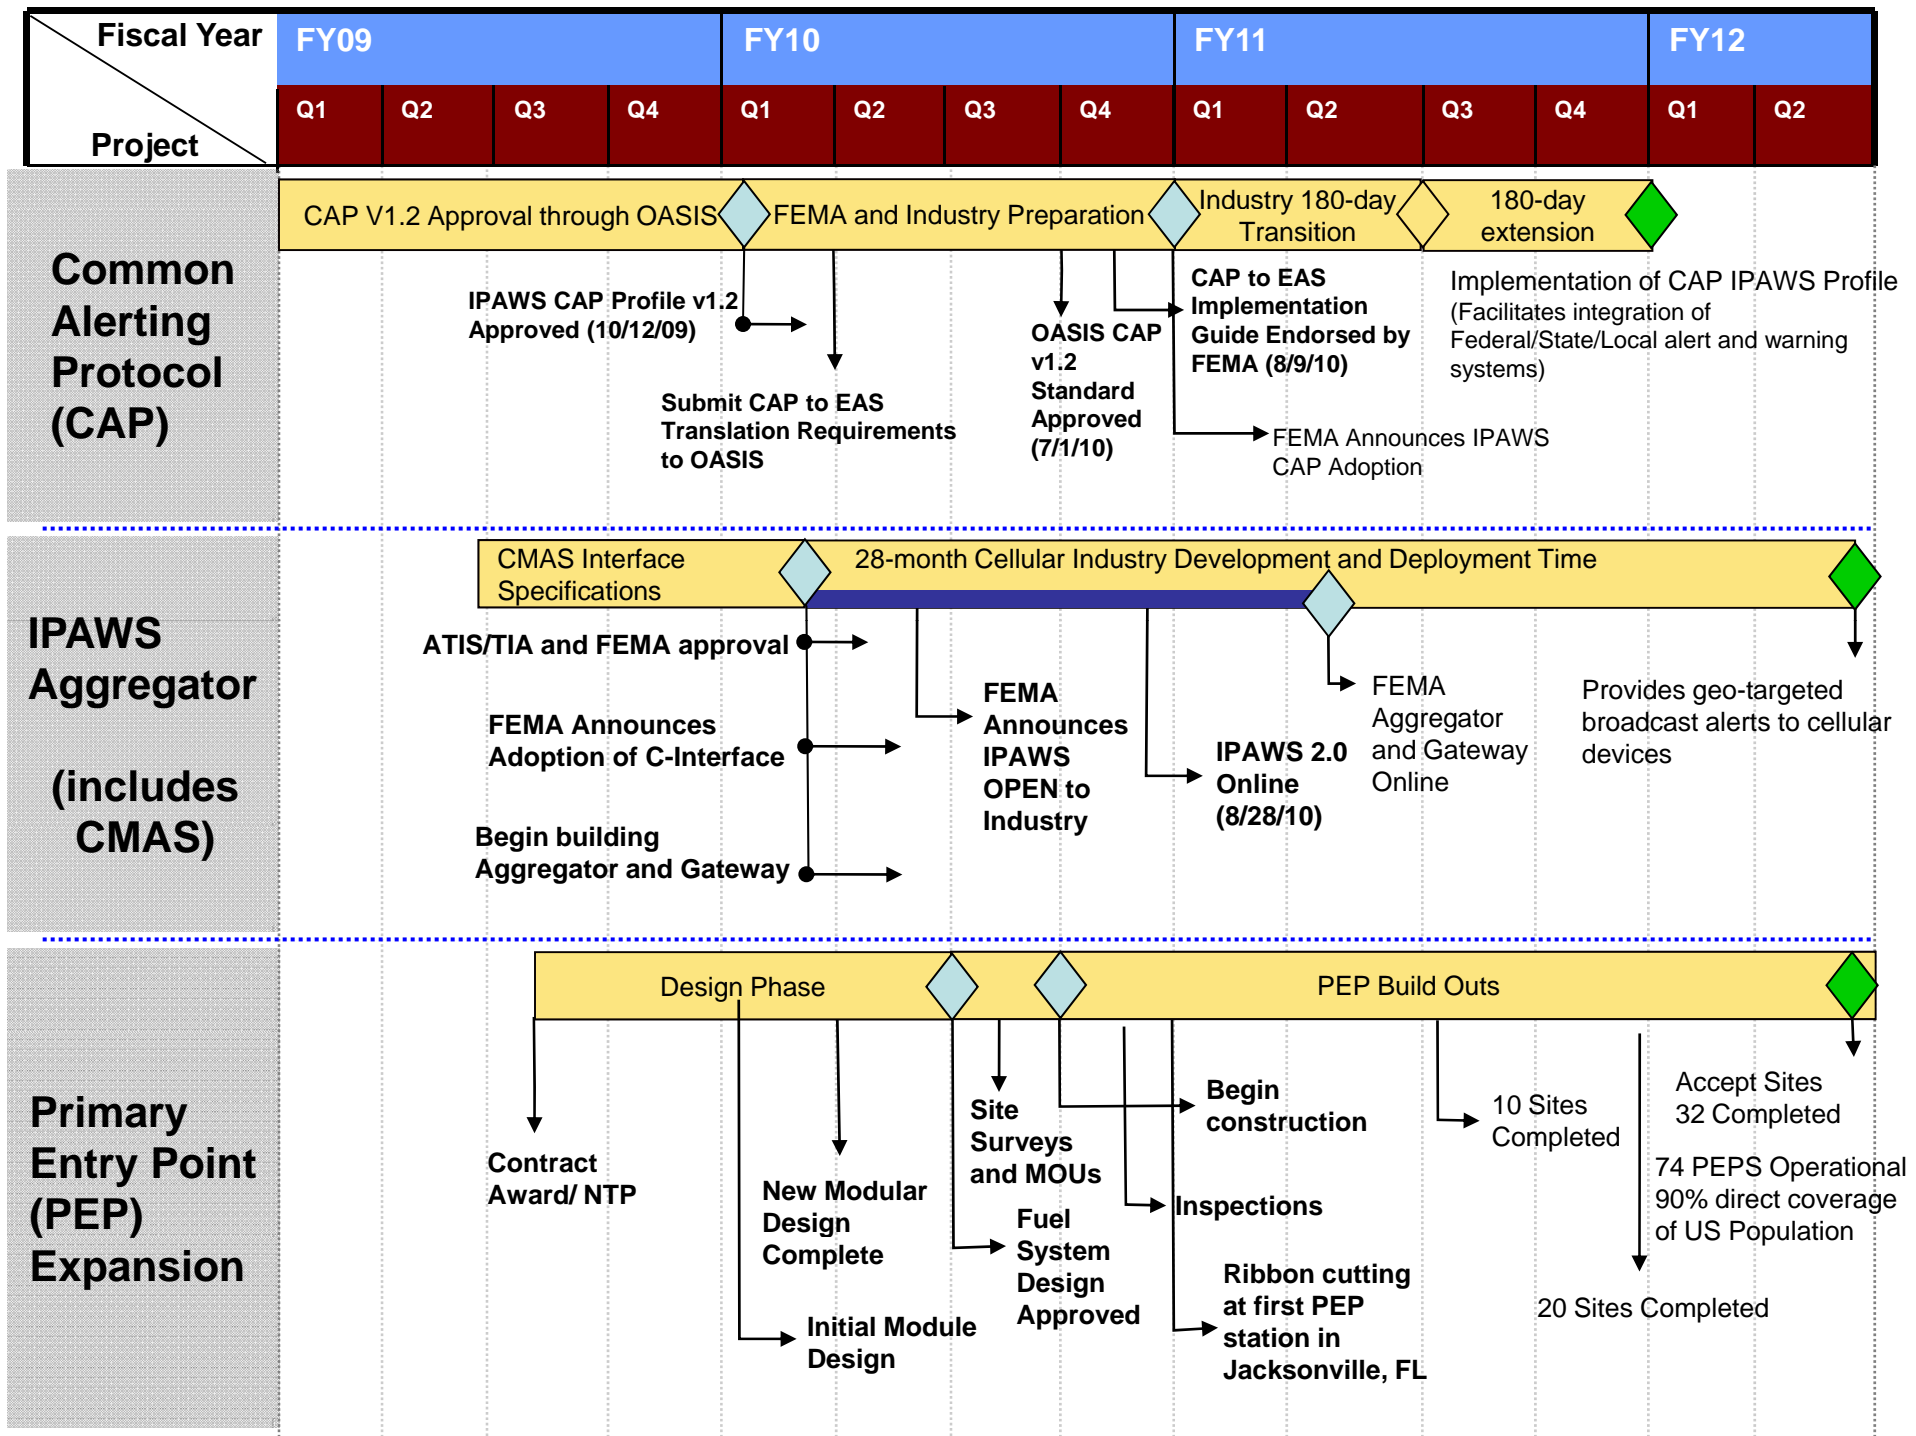 Fiscal Year
Project
FY09
FY10
FY11
FY12
Q1
Q2
Q3
Q4
Q1
Q2
Q3
Q4
Q1
Q2
Q3
Q4
Q1
Q2
Common
Alerting
Protocol
(CAP)
CAP V1.2 Approval through OASIS
FEMA and Industry Preparation
Industry 180-day
Transition
180-day
extension
IPAWS CAP Profile v1.2
Approved (10/12/09)
Submit CAP to EAS
Translation Requirements
to OASIS
OASIS CAP
v1.2
Standard
Approved
(7/1/10)
CAP to EAS
Implementation
Guide Endorsed by
FEMA (8/9/10)
FEMA Announces IPAWS
CAP Adoption
Implementation of CAP IPAWS Profile
(Facilitates integration of
Federal/State/Local alert and warning
systems)
IPAWS
Aggregator
(includes
CMAS)
CMAS Interface
Specifications
28-month Cellular Industry Development and Deployment Time
ATIS/TIA and FEMA approval
FEMA Announces
Adoption of C-Interface
Begin building
Aggregator and Gateway
FEMA
Announces
IPAWS
OPEN to
Industry
IPAWS 2.0
Online
(8/28/10)
FEMA
Aggregator
and Gateway
Online
Provides geo-targeted
broadcast alerts to cellular
devices
Primary
Entry Point
(PEP)
Expansion
Design Phase
PEP Build Outs
Contract
Award/ NTP
Initial Module
Design
New Modular
Design
Complete
Fuel
System
Design
Approved
Site
Surveys
and MOUs
Begin
construction
Inspections
Ribbon cutting
at first PEP
station in
Jacksonville, FL
10 Sites
Completed
20 Sites Completed
Accept Sites
32 Completed
74 PEPS Operational
90% direct coverage
of US Population